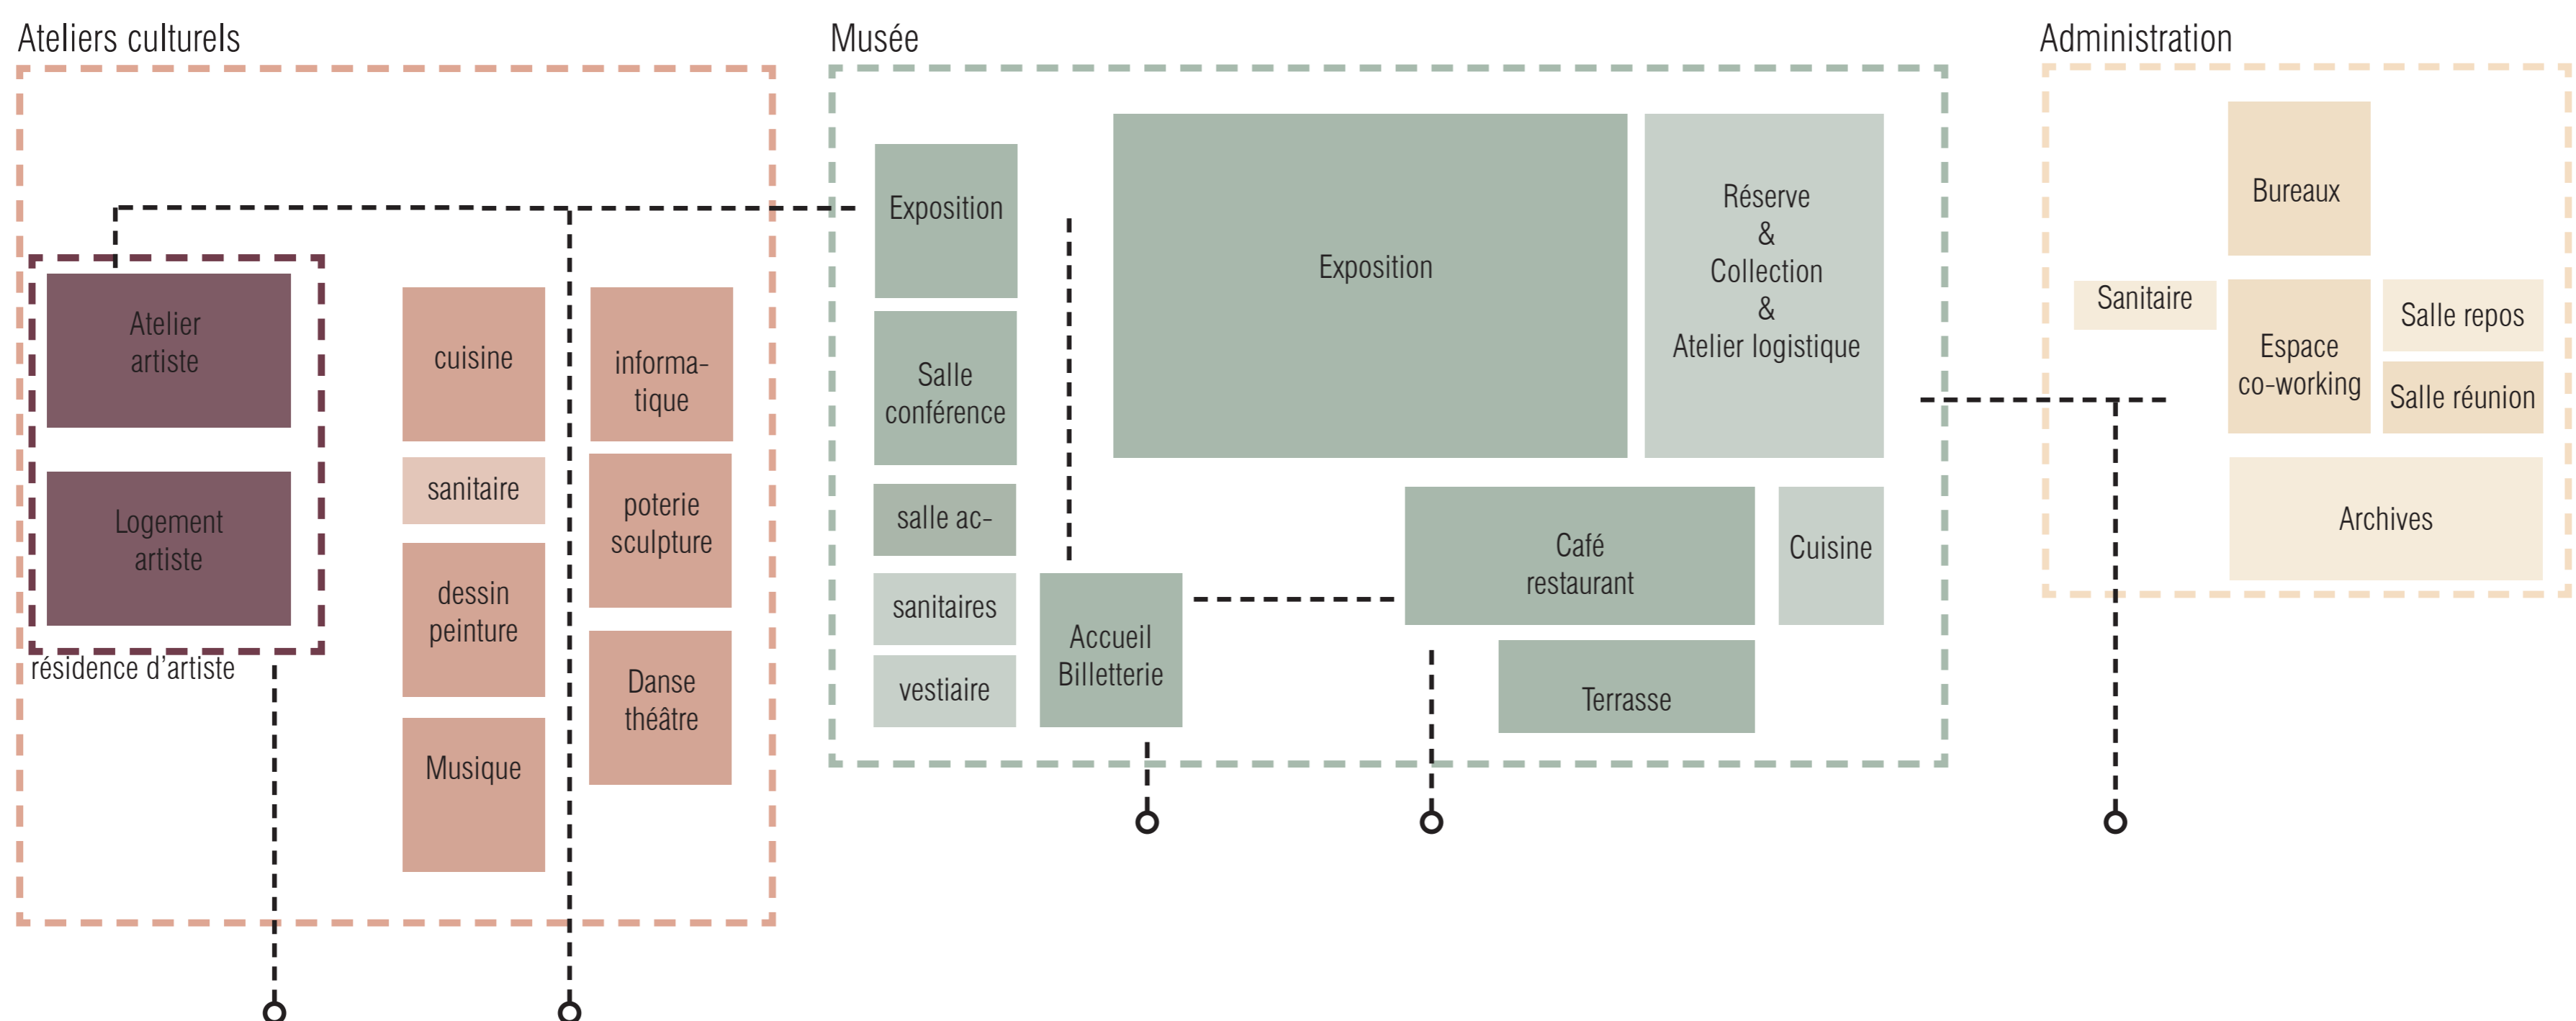 Ateliers culturels
Atelier
artiste
Logement
artiste
résidence d'artiste
cuisine
sanitaire
dessin
peinture
Musique
informa-
tique
poterie
sculpture
Danse
théâtre
Musée
Exposition
Salle
conférence
salle ac-
sanitaires
vestiaire
Accueil
Billetterie
Exposition
Réserve
&
Collection
&
Atelier logistique
Café
restaurant
Cuisine
Terrasse
Administration
Bureaux
Sanitaire
Espace
co-working
Salle repos
Salle réunion
Archives